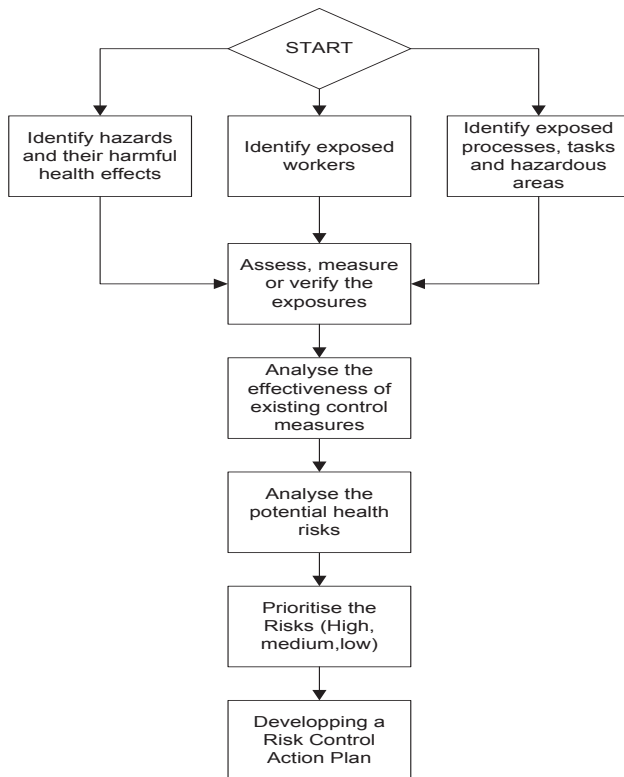 START
Identify hazards
and their harmful
health effects
Identify exposed
workers
Identify exposed
processes, tasks
and hazardous
areas
Assess, measure
or verify the
exposures
Analyse the
effectiveness of
existing control
measures
Analyse the
potential health
risks
Prioritise the
Risks (High,
medium,low)
Developping a
Risk Control
Action Plan